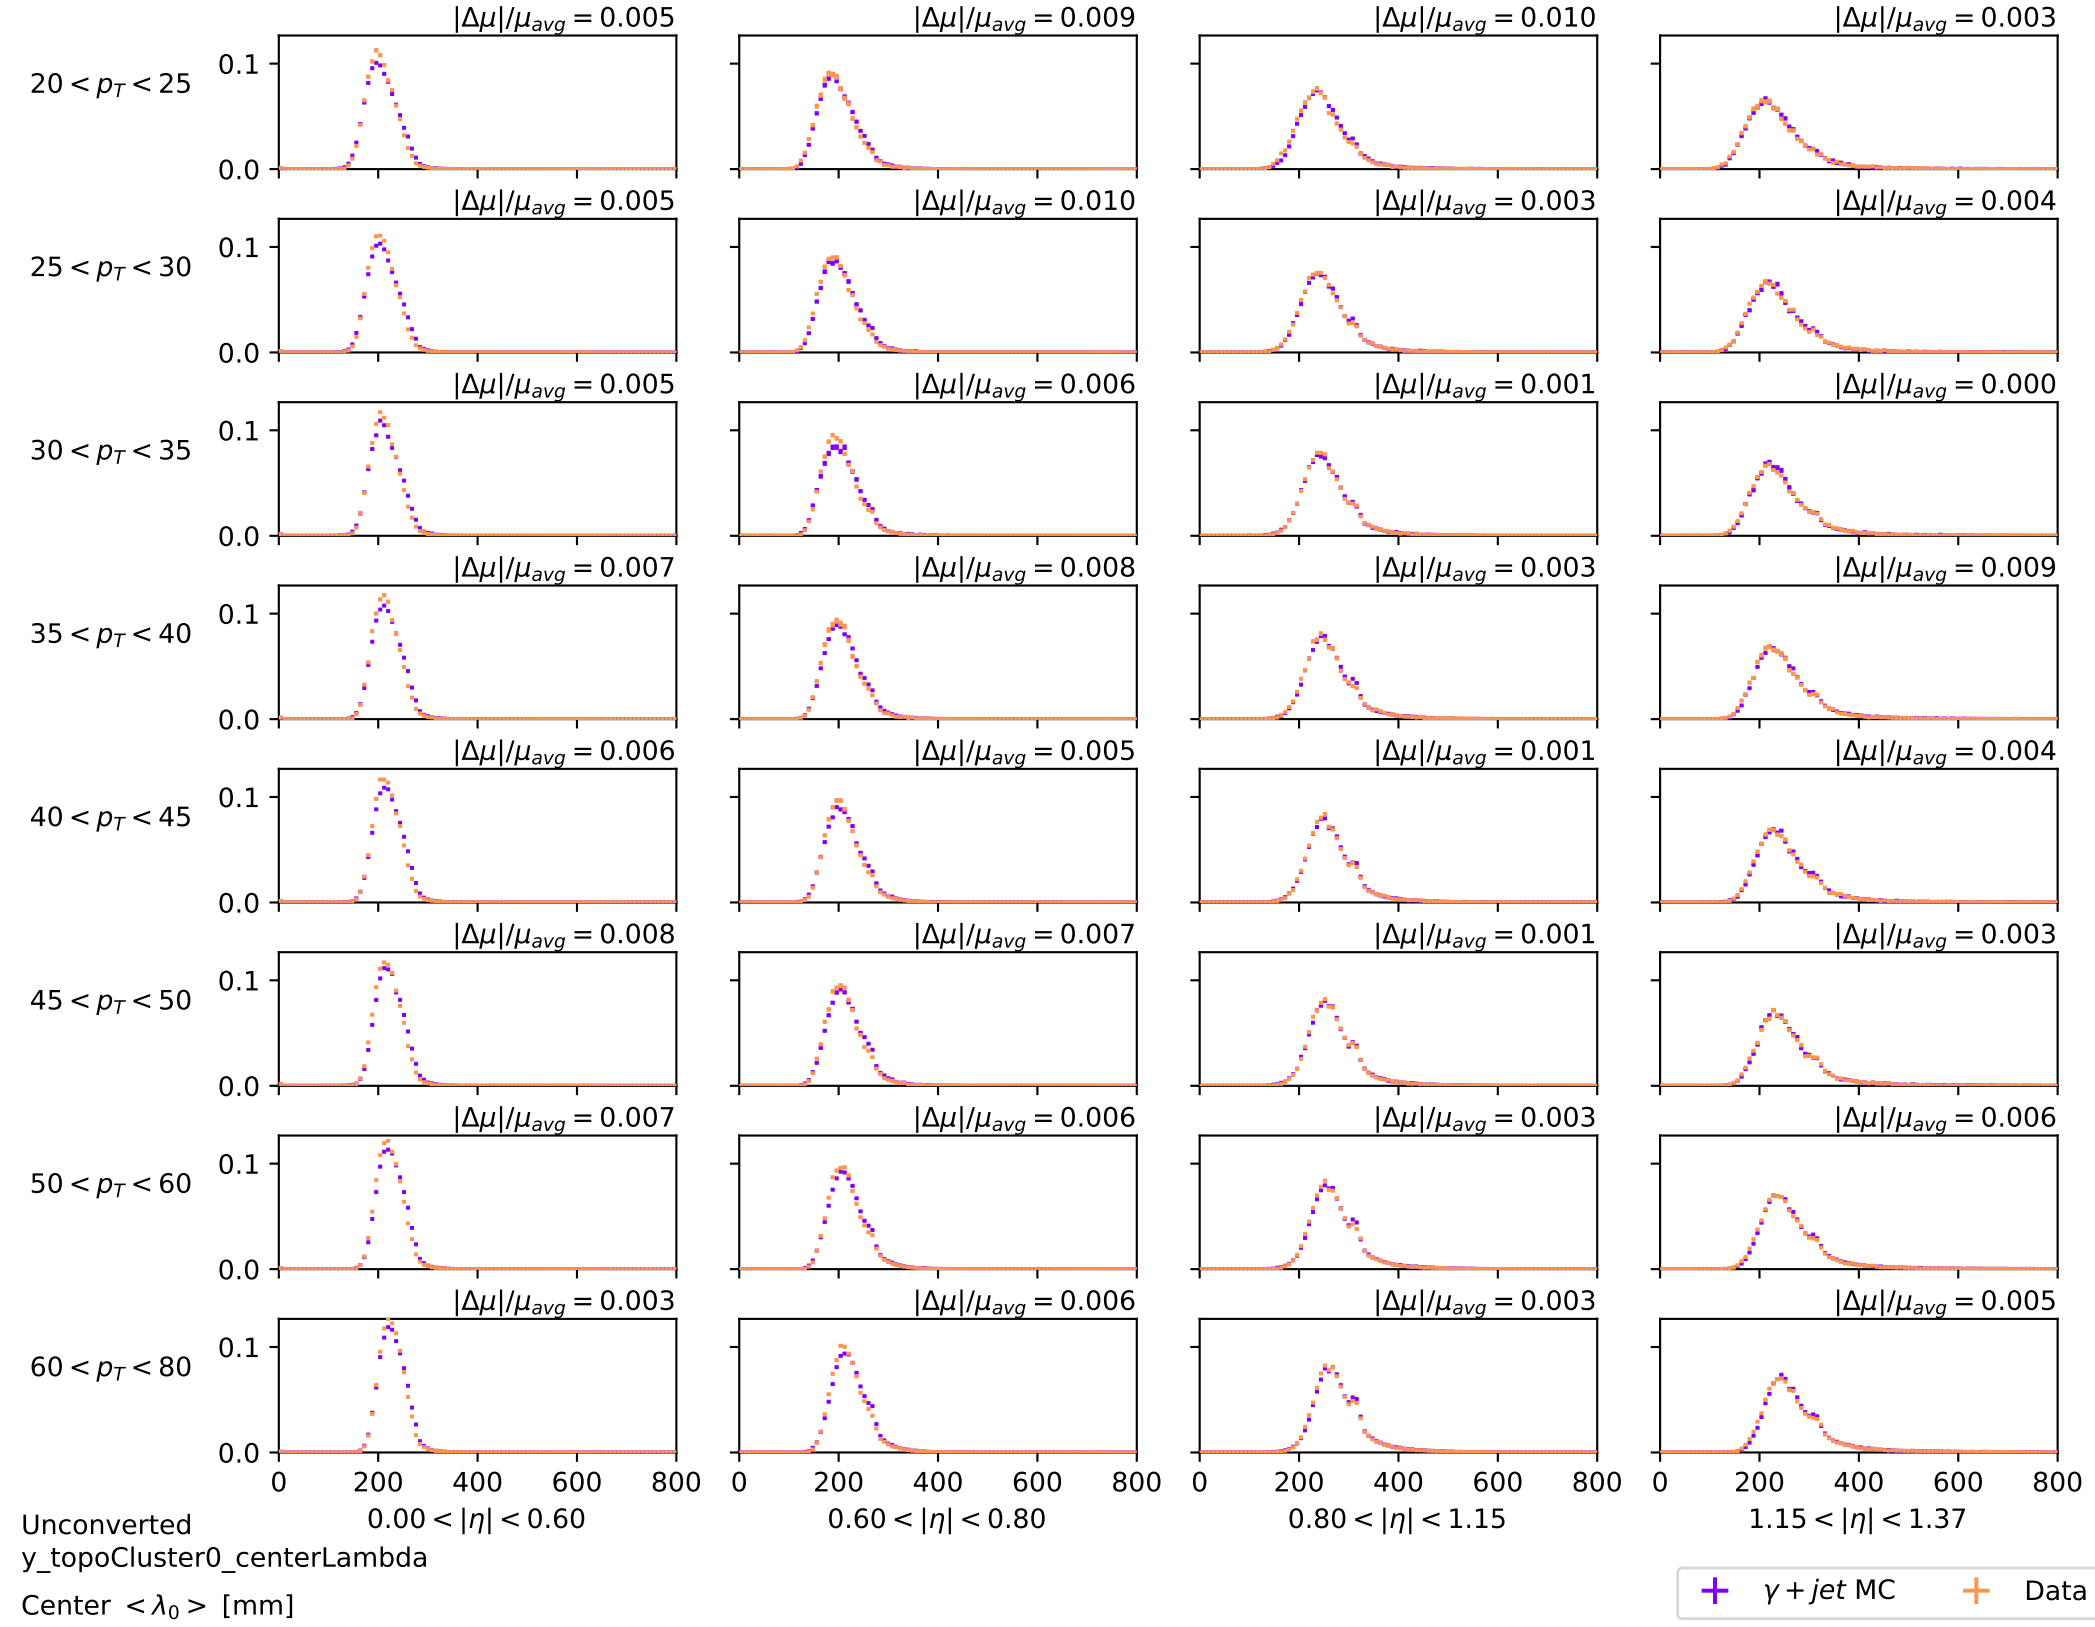 |Δμ|/μavg = 0.005 |Δμ|/μavg = 0.009 |Δμ|/μavg = 0.010 |Δμ|/μavg = 0.003
20 < pT < 25 0.1 0.0
|Δμ|/μavg = 0.005 |Δμ|/μavg = 0.010 |Δμ|/μavg = 0.003 |Δμ|/μavg = 0.004
25 < pT < 30 0.1 0.0
|Δμ|/μavg = 0.005 |Δμ|/μavg = 0.006 |Δμ|/μavg = 0.001 |Δμ|/μavg = 0.000
30 < pT < 35 0.1 0.0
|Δμ|/μavg = 0.007 |Δμ|/μavg = 0.008 |Δμ|/μavg = 0.003 |Δμ|/μavg = 0.009
35 < pT < 40 0.1 0.0
|Δμ|/μavg = 0.006 |Δμ|/μavg = 0.005 |Δμ|/μavg = 0.001 |Δμ|/μavg = 0.004
40 < pT < 45 0.1 0.0
|Δμ|/μavg = 0.008 |Δμ|/μavg = 0.007 |Δμ|/μavg = 0.001 |Δμ|/μavg = 0.003
45 < pT < 50 0.1 0.0
|Δμ|/μavg = 0.007 |Δμ|/μavg = 0.006 |Δμ|/μavg = 0.003 |Δμ|/μavg = 0.006
50 < pT < 60 0.1 0.0
|Δμ|/μavg = 0.003 |Δμ|/μavg = 0.006 |Δμ|/μavg = 0.003 |Δμ|/μavg = 0.005
60 < pT < 80 0.1 0.0
0 200 400 600 800 0 200 400 600 800 0 200 400 600 800 0 200 400 600 800
0.00 < |η| < 0.60 0.60 < |η| < 0.80 0.80 < |η| < 1.15 1.15 < |η| < 1.37
Unconverted
y_topoCluster0_centerLambda
Center < λ0 > [mm]
γ + jet MC Data